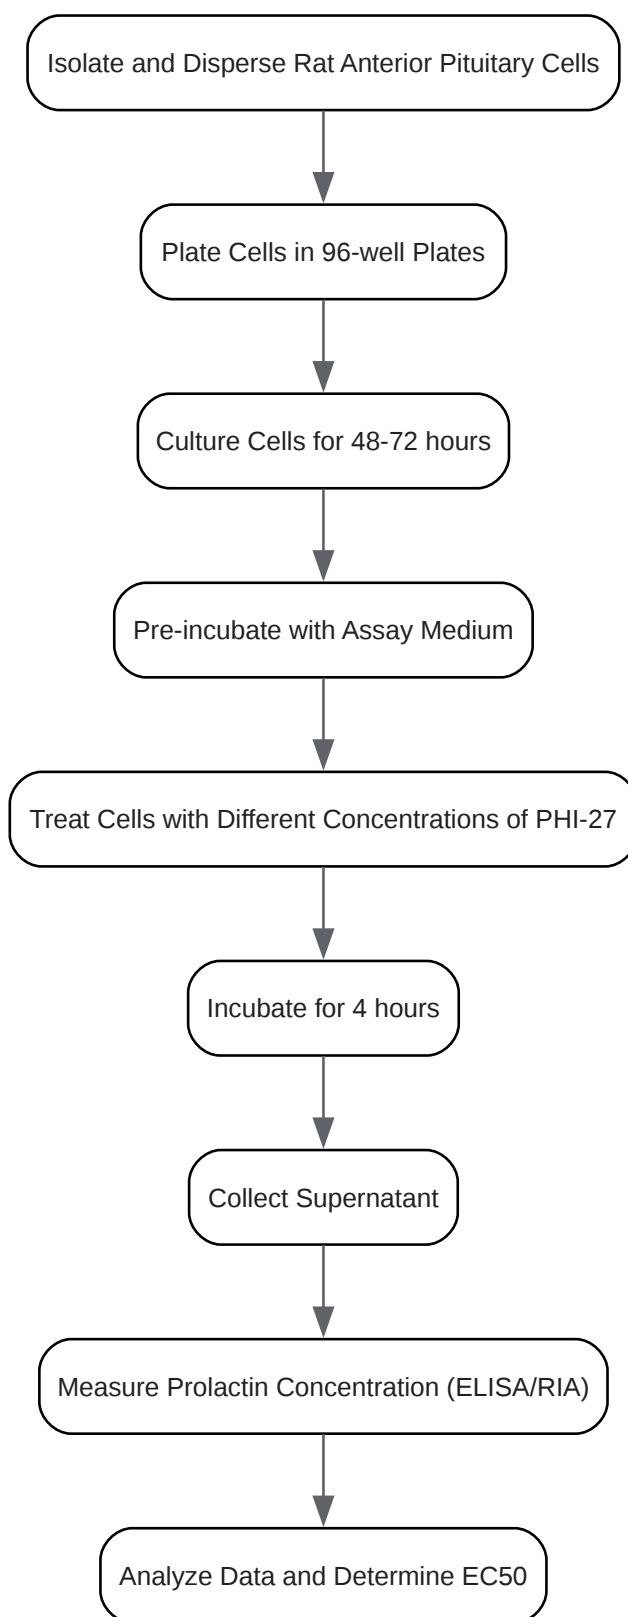 Isolate and Disperse Rat Anterior Pituitary Cells
Plate Cells in 96-well Plates
Culture Cells for 48-72 hours
Pre-incubate with Assay Medium
Treat Cells with Different Concentrations of PHI-27
Incubate for 4 hours
Collect Supernatant
Measure Prolactin Concentration (ELISA/RIA)
Analyze Data and Determine EC50